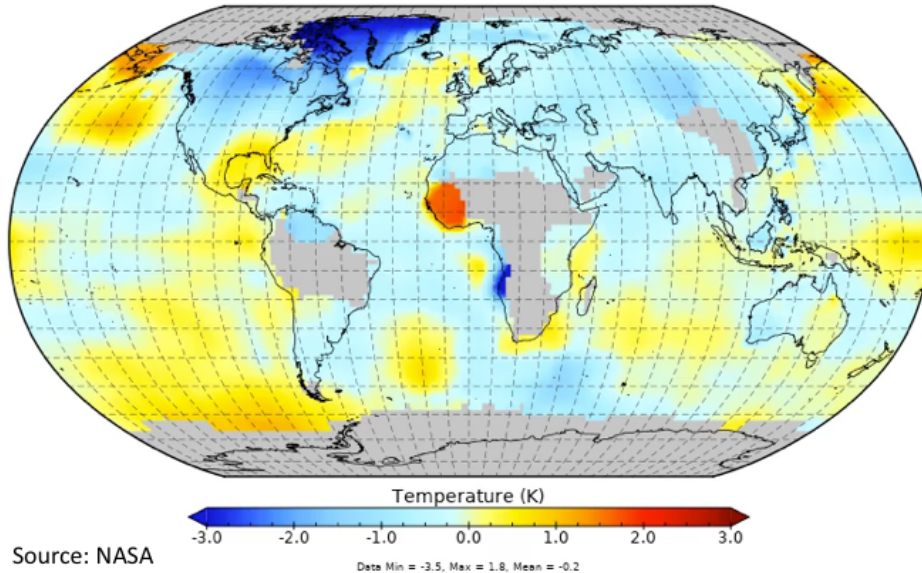 Temperature (K)
-3.0 -2.0 -1.0 0.0 1.0 2.0 3.0
Source: NASA
Data Min = -3.5, Max = 1.8, Mean = -0.2